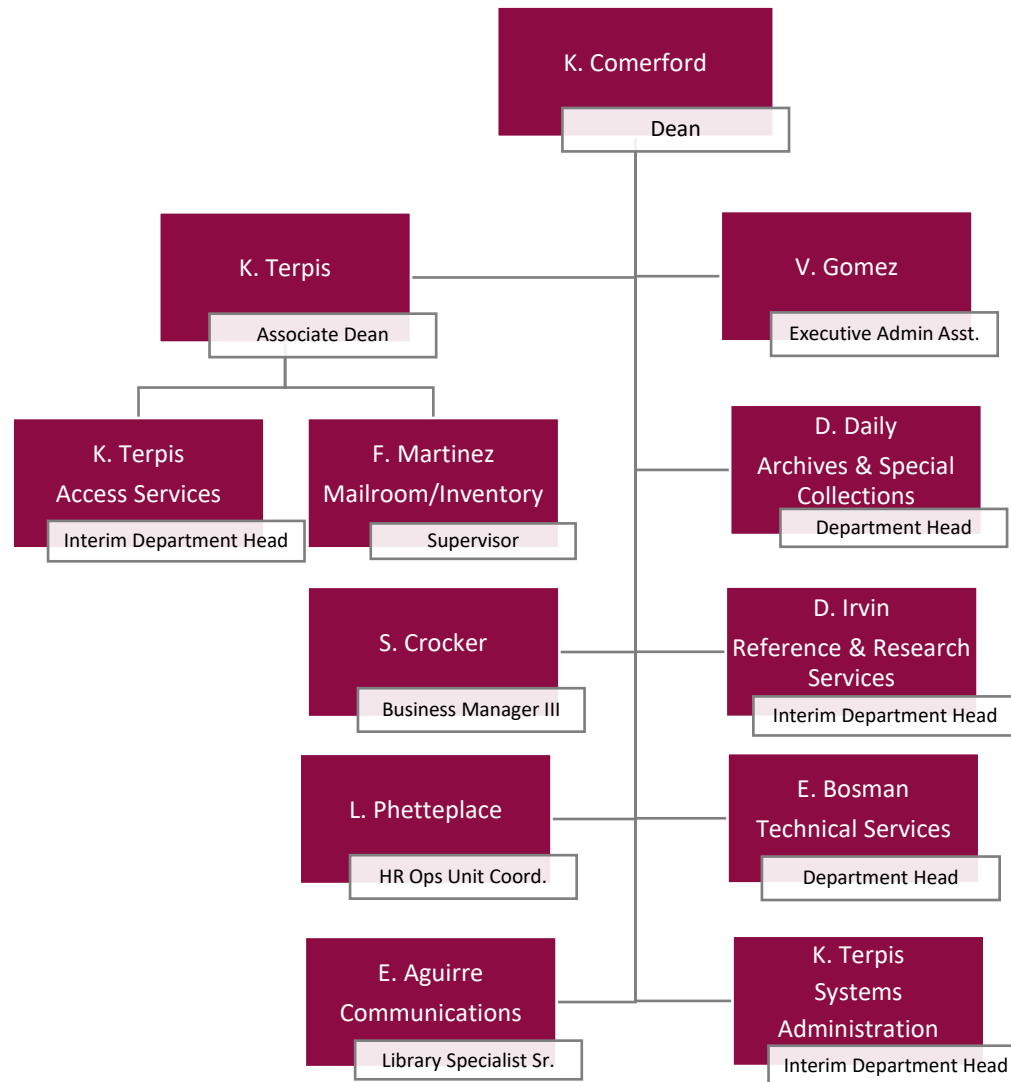 K. Comerford
Dean
K. Terpis
Associate Dean
V. Gomez
Executive Admin Asst.
K. Terpis
Access Services
Interim Department Head
F. Martinez
Mailroom/Inventory
Supervisor
D. Daily
Archives & Special
Collections
Department Head
S. Crocker
Business Manager III
D. Irvin
Reference & Research
Services
Interim Department Head
L. Phetteplace
HR Ops Unit Coord.
E. Bosman
Technical Services
Department Head
E. Aguirre
Communications
Library Specialist Sr.
K. Terpis
Systems
Administration
Interim Department Head